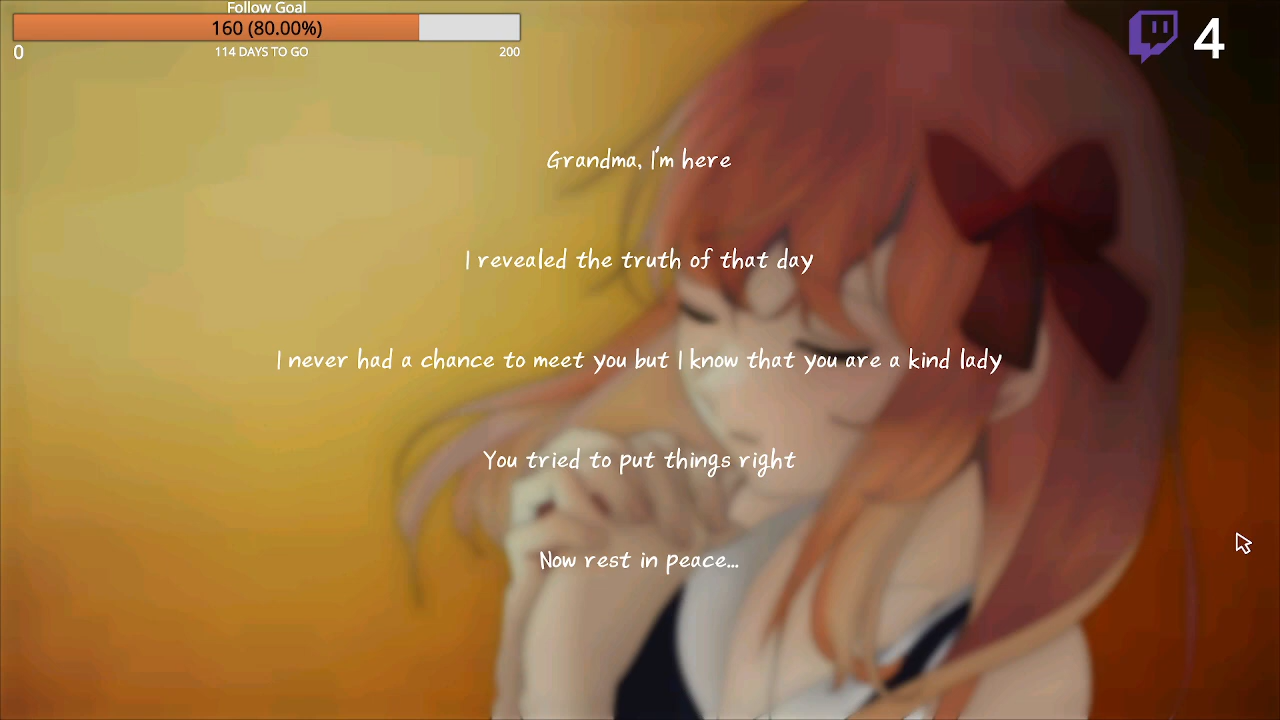 Follow Goal
160 (80.00%)
0
114 DAYS TO GO
200
4
Grandma, I'm here
I revealed the truth of that day
I never had a chance to meet you but I know that you are a kind lady
You tried to put things right
Now rest in peace...